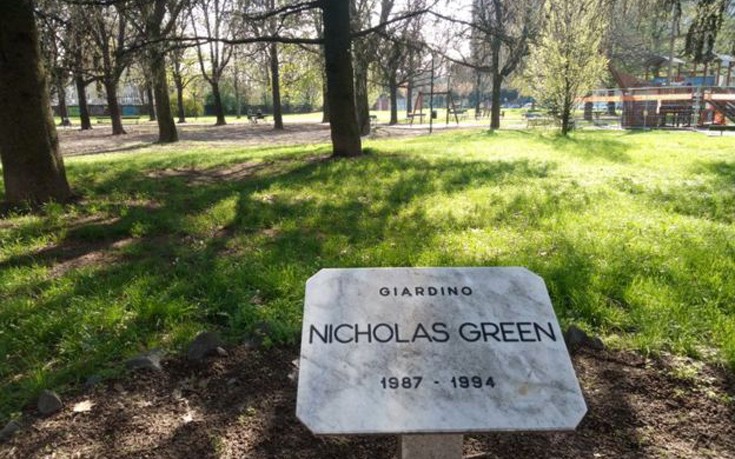 GIARDINO
NICHOLAS GREEN
1987 - 1994